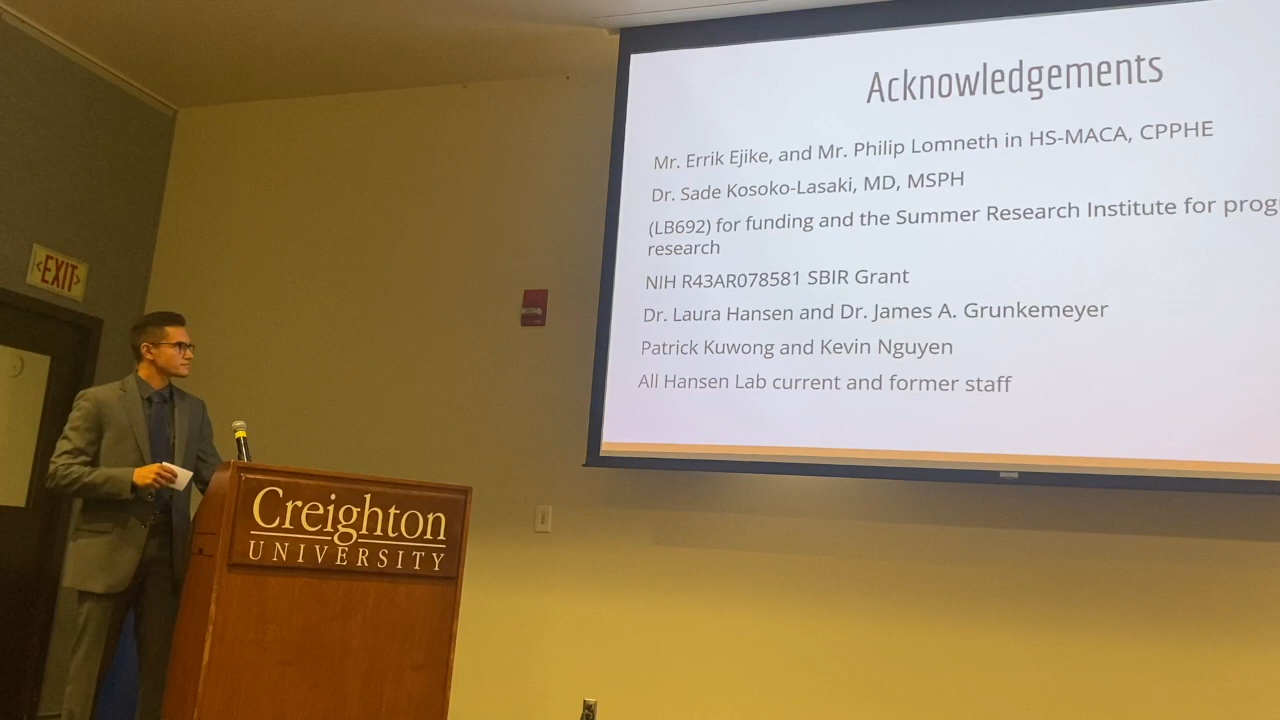 Acknowledgements
Mr. Errik Ejike, and Mr. Philip Lomneth in HS-MACA, CPPHE
Dr. Sade Kosoko-Lasaki, MD, MSPH
(LB692) for funding and the Summer Research Institute for
research
NIH R43AR078581 SBIR Grant
Dr. Laura Hansen and Dr. James A. Grunkemeyer
Patrick Kuwong and Kevin Nguyen
All Hansen Lab current and former staff
EXIT
Creighton
UNIVERSITY